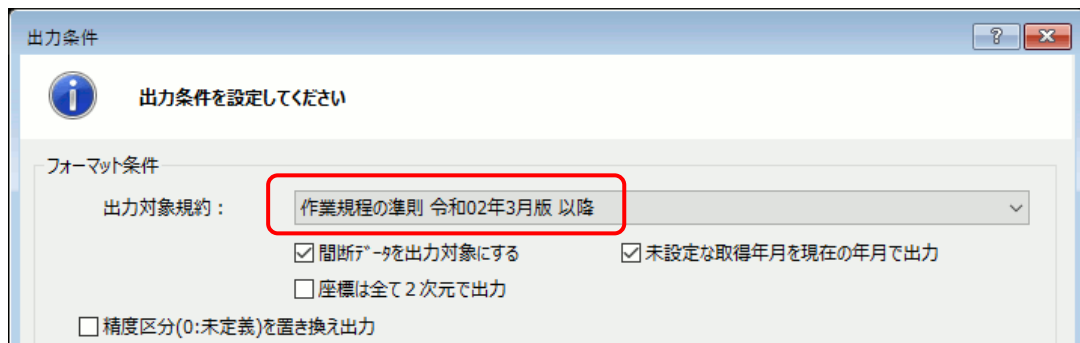 出力条件
出力条件を設定してください
フォーマット条件
出力対象規約： 作業規程の準則 令和02年3月版 以降
間断ﾃﾞｰﾀを出力対象にする 未設定な取得年月を現在の年月で出力
座標は全て２次元で出力
精度区分(0:未定義)を置き換え出力